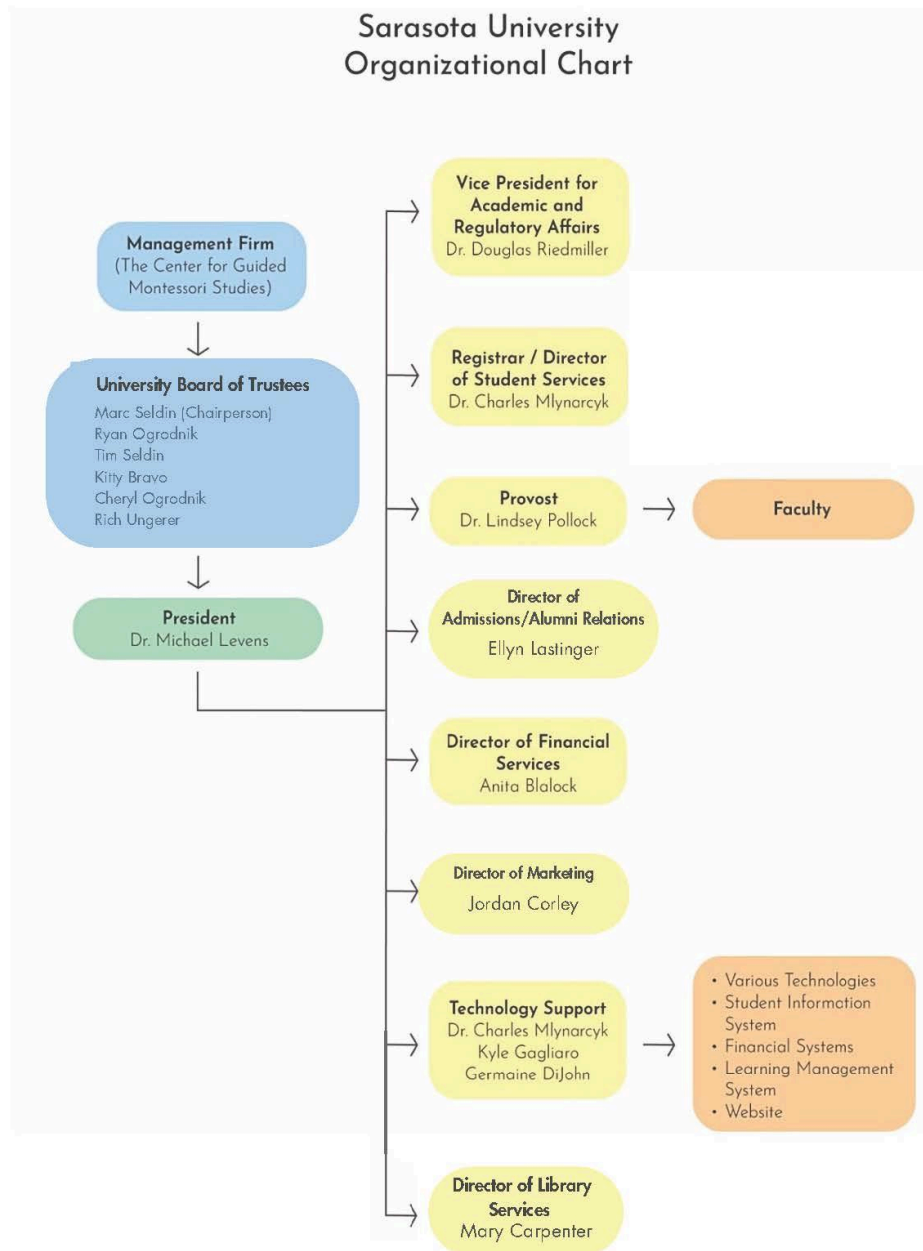 Sarasota University
Organizational Chart
Management Firm
(The Center for Guided
Montessori Studies)
University Board of Trustees
Marc Seldin (Chairperson)
Ryan Ogrodnik
Tim Seldin
Kitty Bravo
Cheryl Ogrodnik
Rich Ungerer
President
Dr. Michael Levens
Vice President for
Academic and
Regulatory Affairs
Dr. Douglas Riedmiller
Registrar / Director
of Student Services
Dr. Charles Mlynarcyk
Provost
Dr. Lindsey Pollock
Faculty
Director of
Admissions/Alumni Relations
Ellyn Lastinger
Director of Financial
Services
Anita Blalock
Director of Marketing
Jordan Corley
Technology Support
Dr. Charles Mlynarcyk
Kyle Gagliaro
Germaine DiJohn
• Various Technologies
• Student Information
System
• Financial Systems
• Learning Management
System
• Website
Director of Library
Services
Mary Carpenter